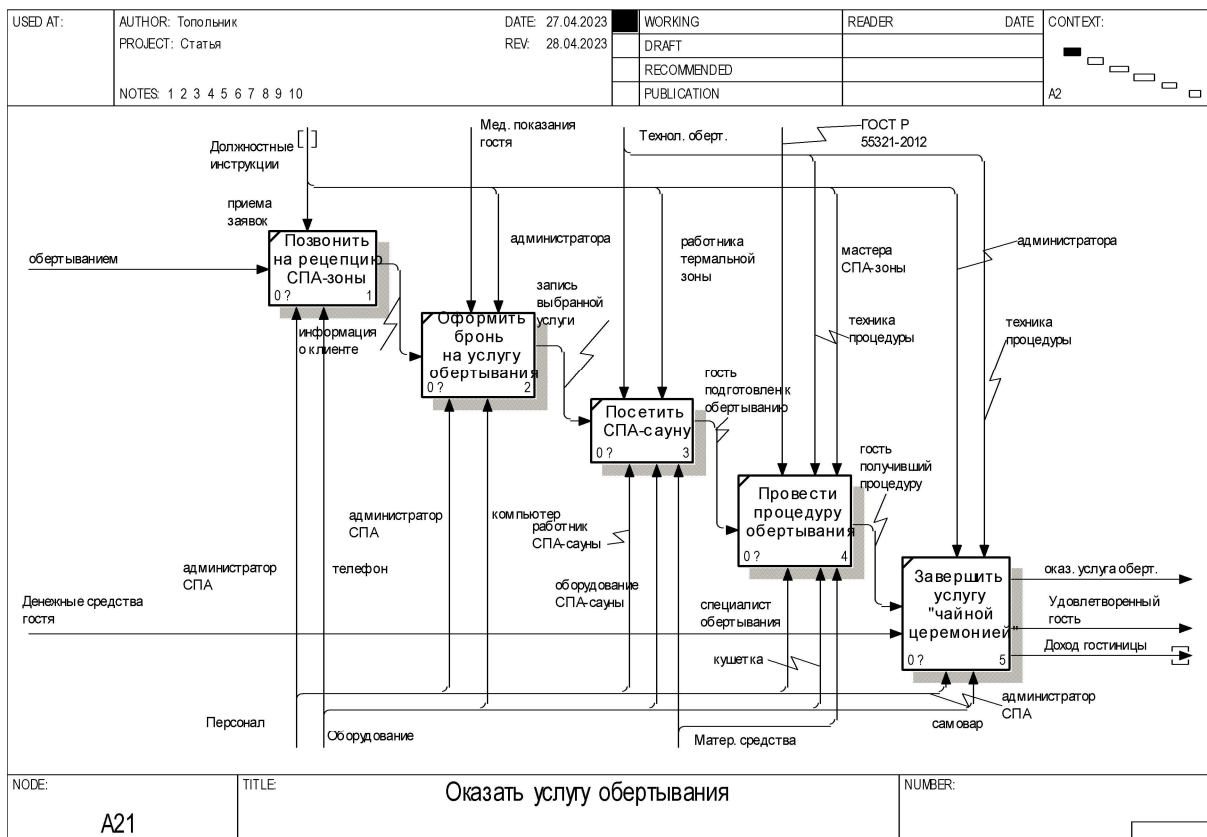 USED AT:
AUTHOR: Топольник
DATE: 27.04.2023
WORKING
READER
DATE
CONTEXT:
PROJECT: Статья
REV: 28.04.2023
DRAFT
RECOMMENDED
NOTES: 1 2 3 4 5 6 7 8 9 10
PUBLICATION
A2
Должностные
инструкции
Мед. показания
гостя
Технол. оберт.
ГОСТ Р
55321-2012
приема
заявок
администратора
работника
термальной
зоны
мастера
СПА-зоны
администратора
обертыванием
Позвонить
на рецепцию
СПА-зоны
0 ?
1
информация
о клиенте
запись
выбранной
услуги
Оформить
бронь
на услугу
обертывания
0 ?
2
техника
процедуры
техника
процедуры
гость
подготовлен к
обертыванию
Посетить
СПА-сауну
0 ?
3
гость
получивший
процедуру
Провести
процедуру
обертывания
0 ?
4
администратор
СПА
компьютер
работник
СПА-сауны
администратор
СПА
телефон
оборудование
СПА-сауны
Завершить
услугу
"чайной
церемонией"
0 ?
5
оказ. услуга оберт.
Удовлетворенный
гость
Доход гостиницы
Денежные средства
гостя
специалист
обертывания
кушетка
администратор
СПА
самовар
Персонал
Оборудование
Матер. средства
NODE:
TITLE:
Оказать услугу обертывания
NUMBER:
A21